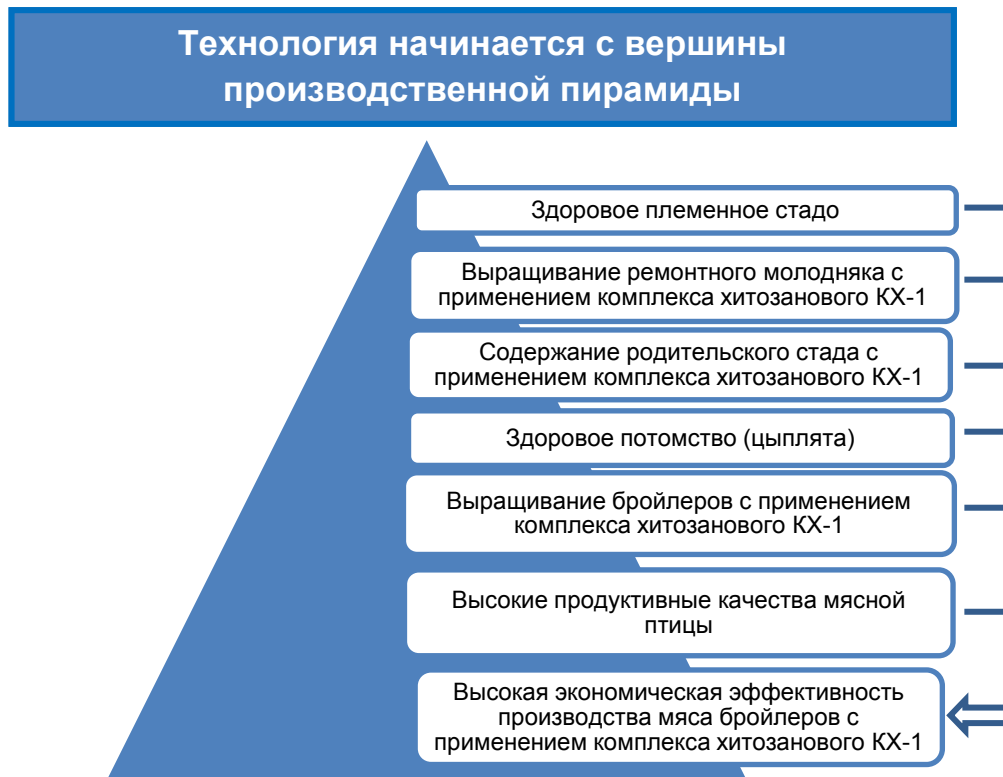 Технология начинается с вершины
производственной пирамиды
Здоровое племенное стадо
Выращивание ремонтного молодняка с
применением комплекса хитозанового КХ-1
Содержание родительского стада с
применением комплекса хитозанового КХ-1
Здоровое потомство (цыплята)
Выращивание бройлеров с применением
комплекса хитозанового КХ-1
Высокие продуктивные качества мясной
птицы
Высокая экономическая эффективность
производства мяса бройлеров с
применением комплекса хитозанового КХ-1